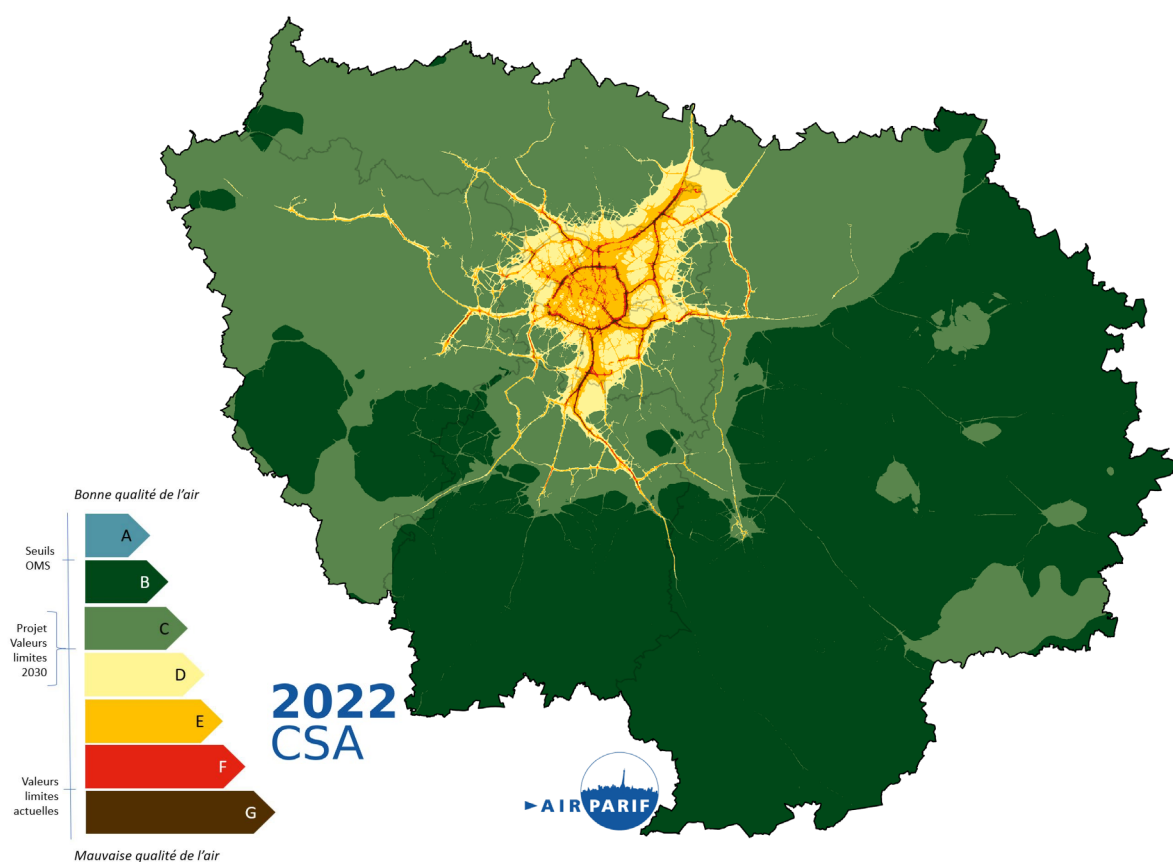 Bonne qualité de l'air
A
Seuils
OMS
B
C
Projet
Valeurs
limites
2030
D
E
F
Valeurs
limites
actuelles
G
Mauvaise qualité de l'air
2022
CSA
AIRPARIF